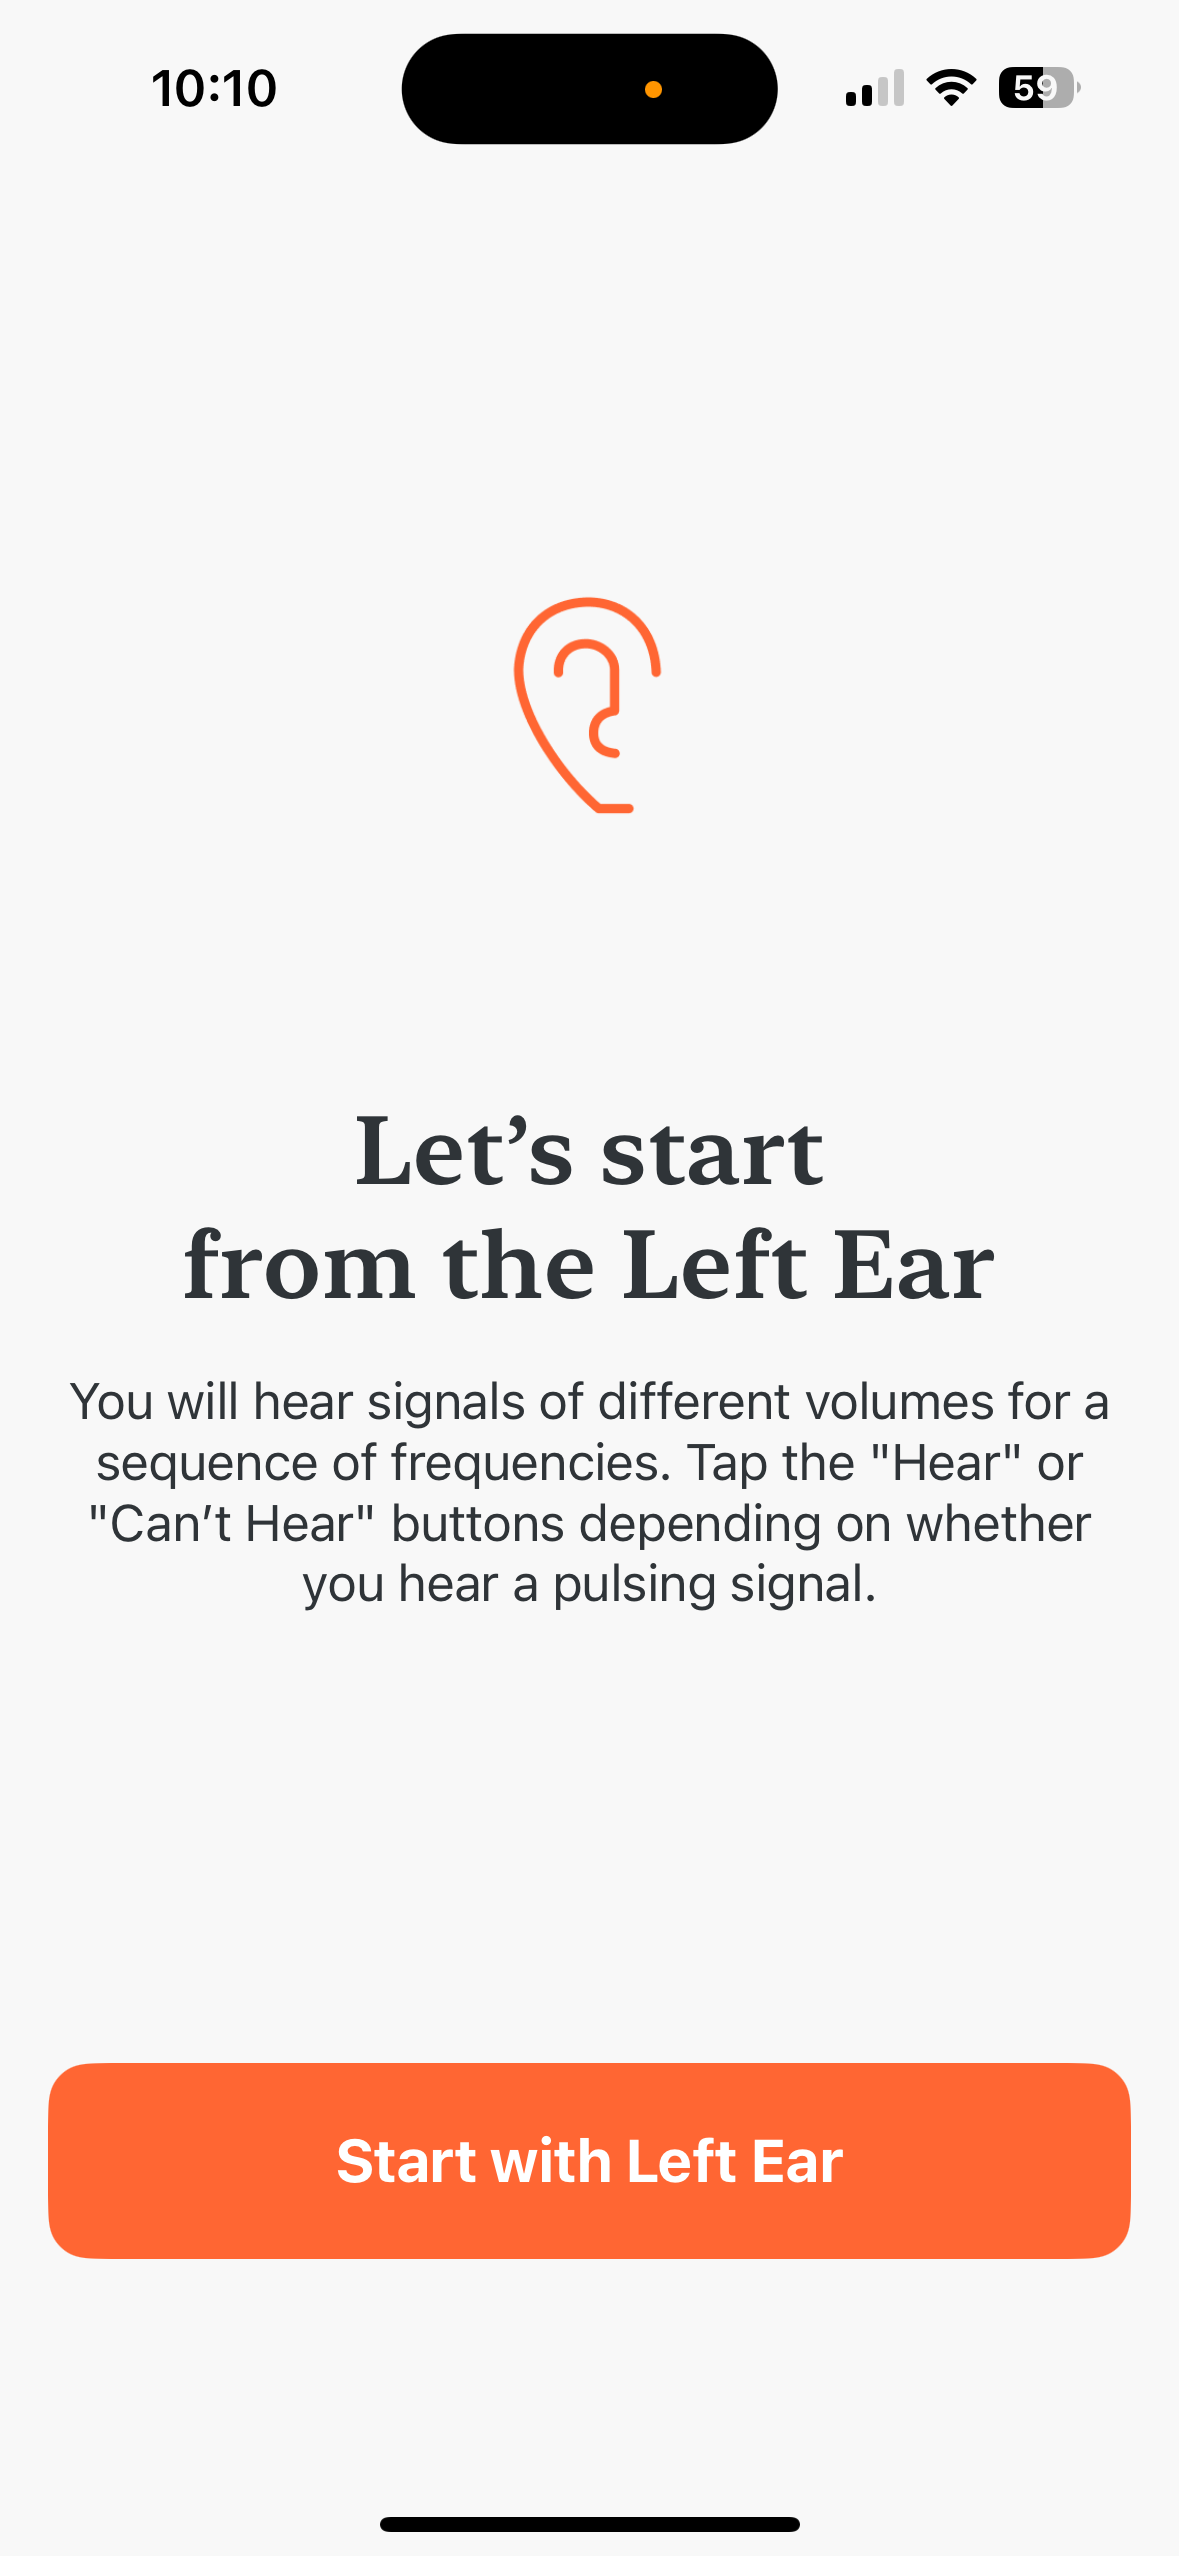 10:10
59
Let’s start
from the Left Ear
You will hear signals of different volumes for a
sequence of frequencies. Tap the "Hear" or
"Can’t Hear" buttons depending on whether
you hear a pulsing signal.
Start with Left Ear